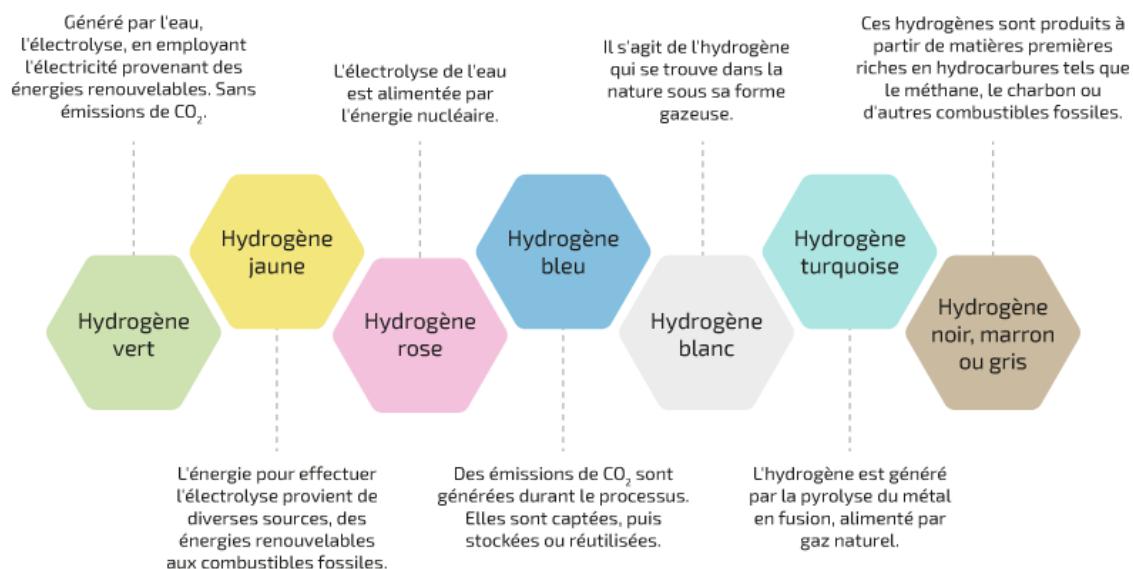 Généré par l'eau,
l'électrolyse, en employant
l'électricité provenant des
énergies renouvelables. Sans
émissions de CO₂.
L'électrolyse de l'eau
est alimentée par
l'énergie nucléaire.
Il s'agit de l'hydrogène
qui se trouve dans la
nature sous sa forme
gazeuse.
Ces hydrogènes sont produits à
partir de matières premières
riches en hydrocarbures tels que
le méthane, le charbon ou
d'autres combustibles fossiles.
Hydrogène
vert
Hydrogène
jaune
Hydrogène
rose
Hydrogène
bleu
Hydrogène
blanc
Hydrogène
turquoise
Hydrogène
noir, marron
ou gris
L'énergie pour effectuer
l'électrolyse provient de
diverses sources, des
énergies renouvelables
aux combustibles fossiles.
Des émissions de CO₂ sont
générées durant le processus.
Elles sont captées, puis
stockées ou réutilisées.
L'hydrogène est généré
par la pyrolyse du métal
en fusion, alimenté par
gaz naturel.